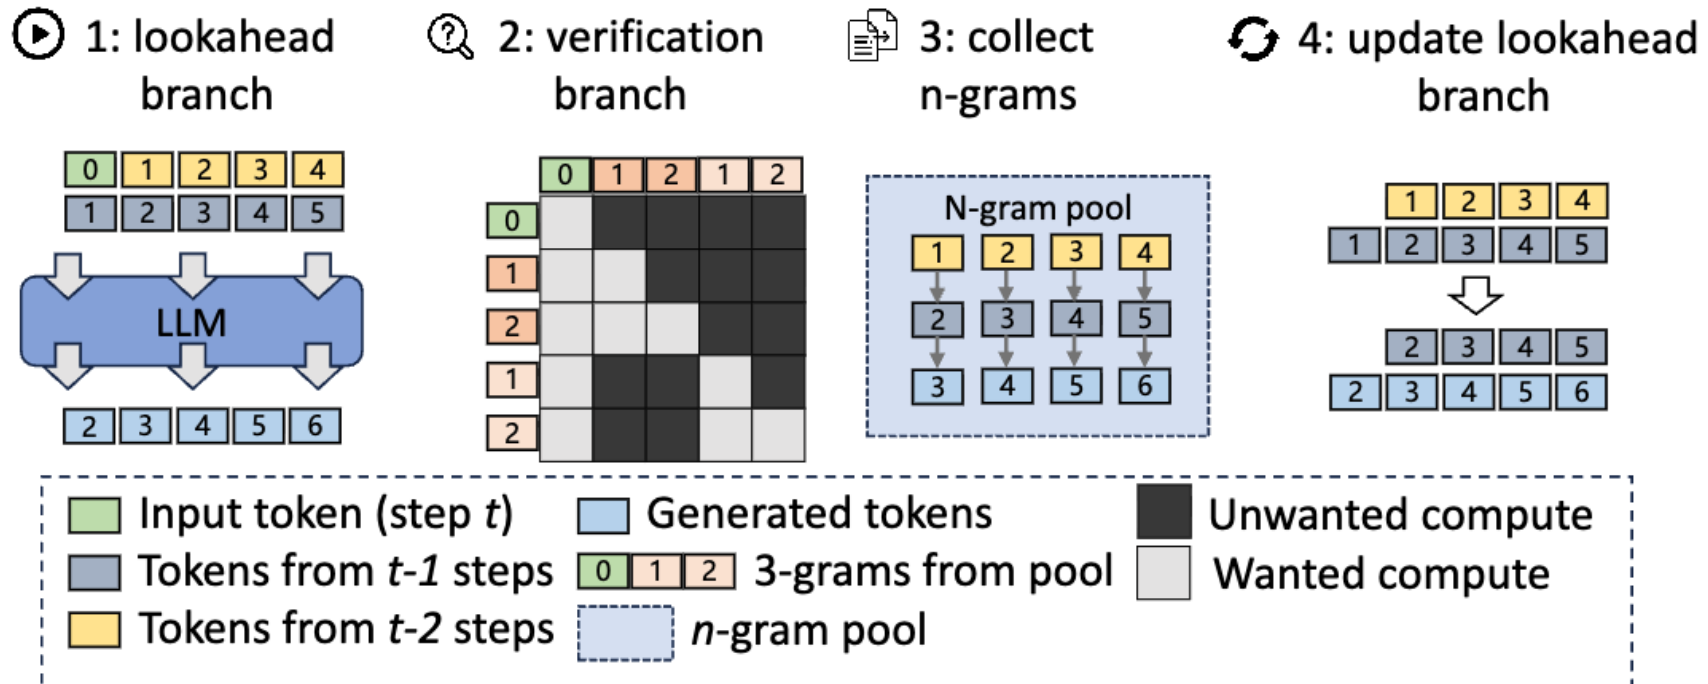 1: lookahead
branch
2: verification
branch
3: collect
n-grams
4: update lookahead
branch
0 1 2 3 4
1 2 3 4 5
LLM
2 3 4 5 6
0 1 2 1 2
0
1
2
1
2
N-gram pool
1 2 3 4
2 3 4 5
3 4 5 6
1 2 3 4
1 2 3 4 5
2 3 4 5
2 3 4 5 6
Input token (step t)
Tokens from t-1 steps
Tokens from t-2 steps
Generated tokens
0 1 2 3-grams from pool
n-gram pool
Unwanted compute
Wanted compute